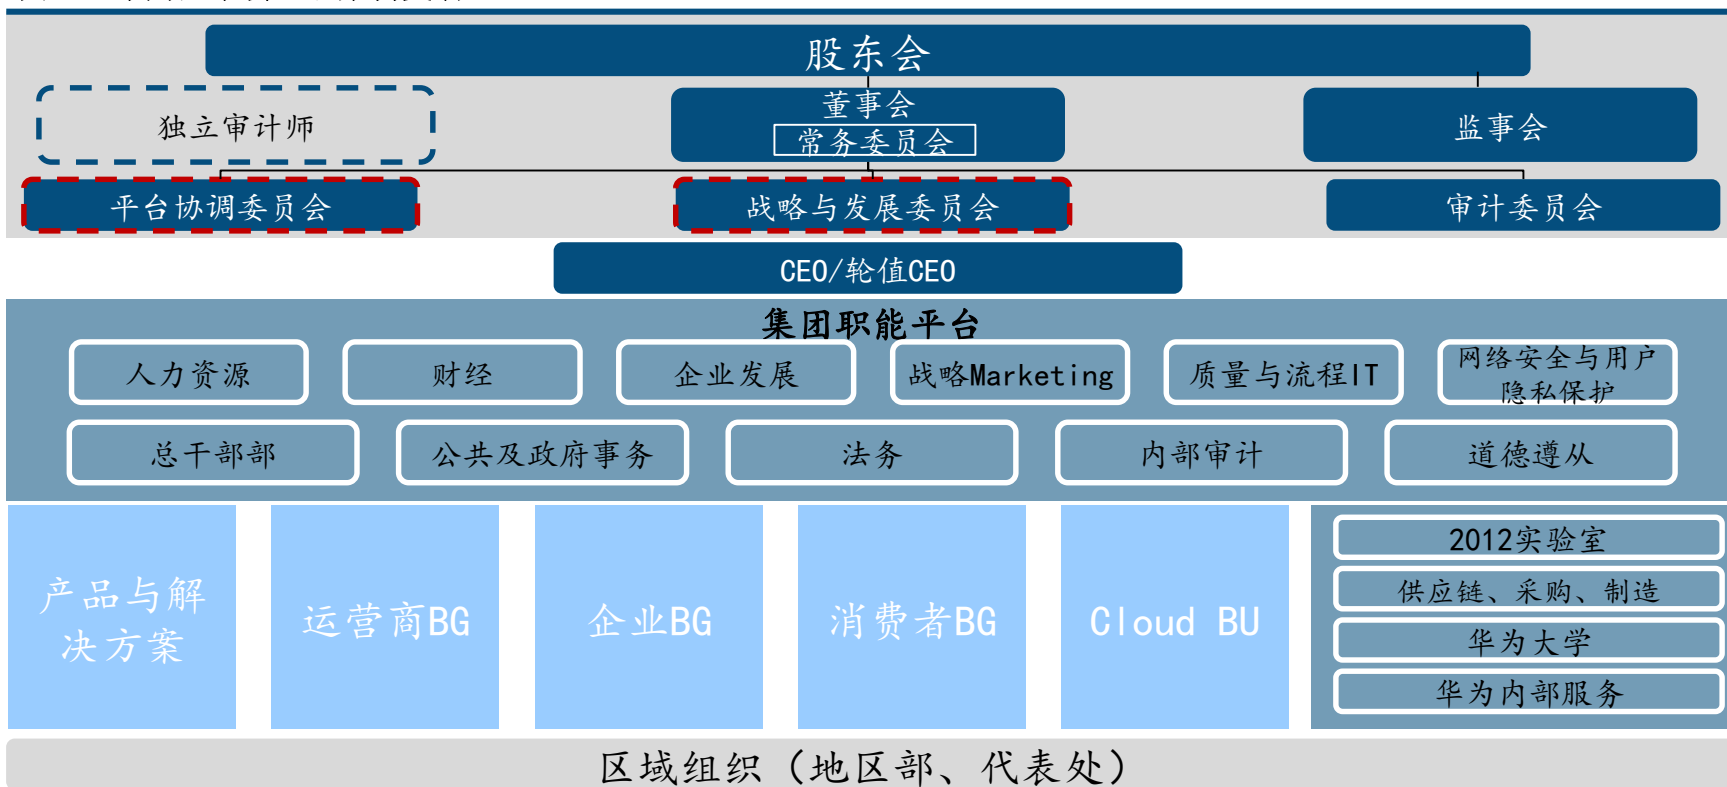 股东会
独立审计师
董事会
常务委员会
监事会
平台协调委员会
战略与发展委员会
审计委员会
CEO/轮值CEO
集团职能平台
人力资源
财经
企业发展
战略Marketing
质量与流程IT
网络安全与用户
隐私保护
总干部部
公共及政府事务
法务
内部审计
道德遵从
产品与解
决方案
运营商BG
企业BG
消费者BG
Cloud BU
2012实验室
供应链、采购、制造
华为大学
华为内部服务
区域组织（地区部、代表处）